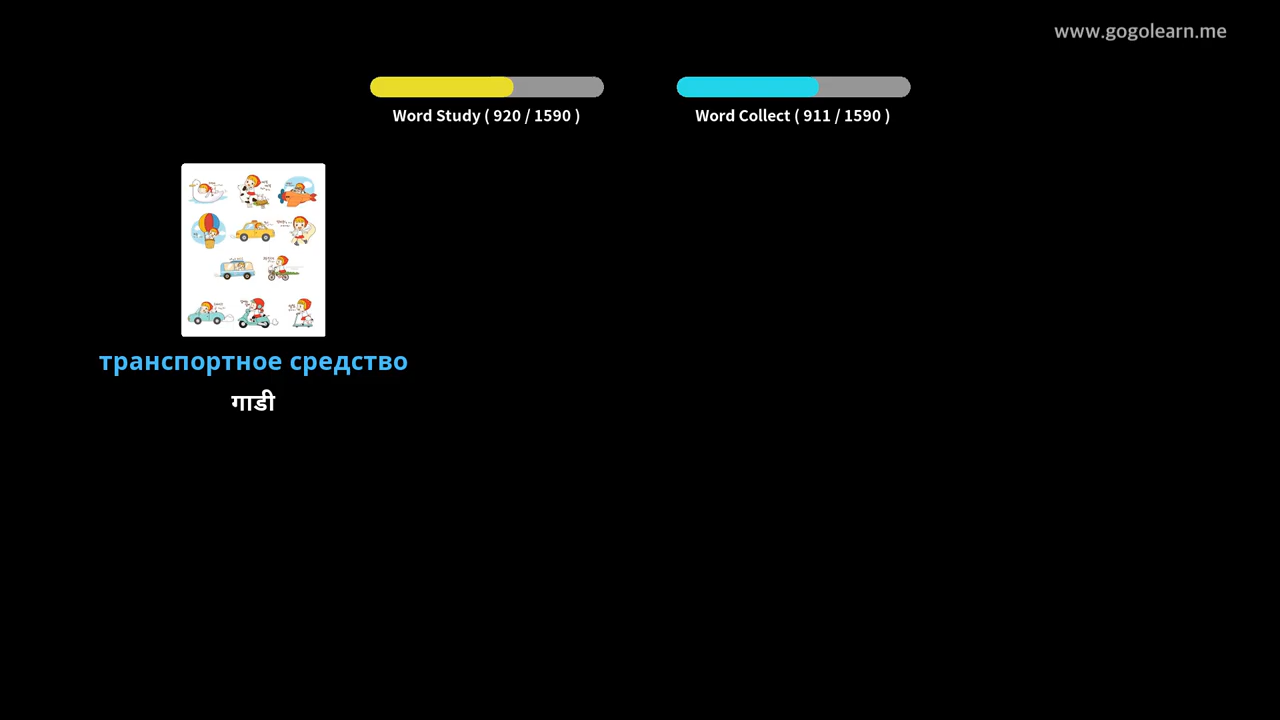 www.gogolearn.me
Word Study ( 920 / 1590 )
Word Collect ( 911 / 1590 )
транспортное средство
गाडी